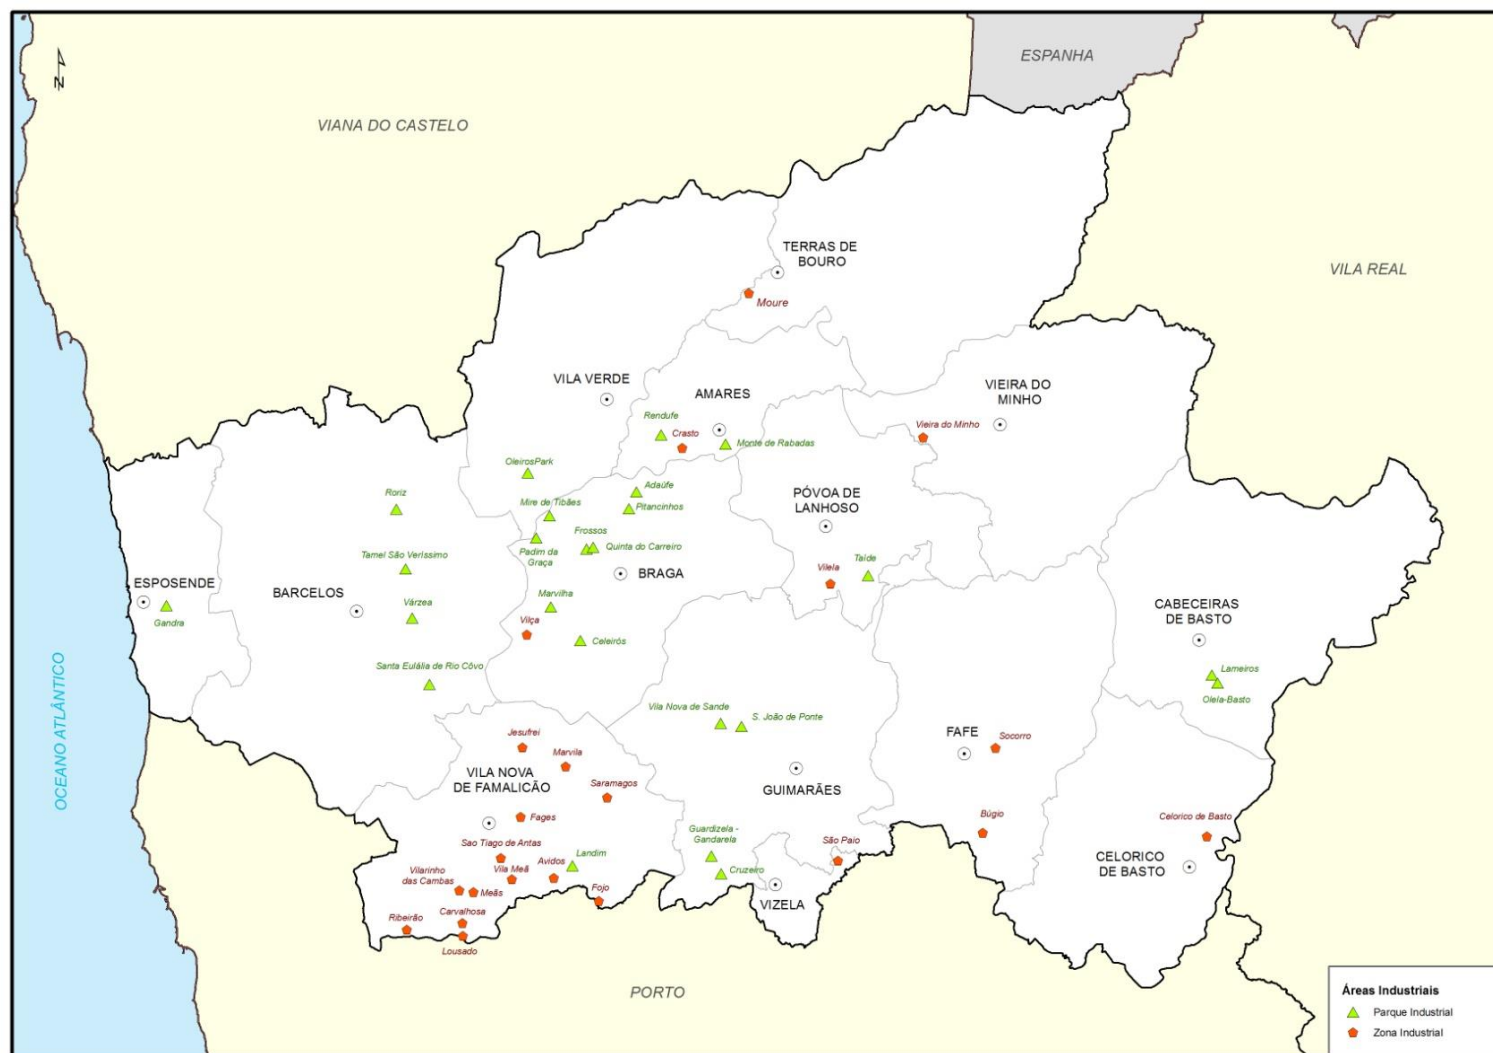 N
ESPANHA
VIANA DO CASTELO
VILA REAL
TERRAS DE
BOURO
Moure
VILA VERDE
AMARES
VIEIRA DO
MINHO
Rendufe
Crasto
Monte de Rabadas
Vieira do Minho
OleirosPark
Adaúfe
Pitancinhos
Mire de Tibães
Roriz
PÓVOA DE
LANHOSO
Frossos
Quinta do Carreiro
Padim da
Graça
Tamel São Veríssimo
BRAGA
Taíde
Vilela
ESPOSENDE
Gandra
BARCELOS
Várzea
Marvilha
Vilça
Celeirós
CABECEIRAS
DE BASTO
Santa Eulália de Rio Côvo
Lameiros
Olela-Basto
OCEANO ATLÂNTICO
Vila Nova de Sande
S. João de Ponte
Jesufrei
Marvila
FAFE
Socorro
VILA NOVA
DE FAMALICÃO
Saramagos
GUIMARÃES
Fages
Búgio
Celorico de Basto
Guardizela -
Gandarela
São Paio
Sao Tiago de Antas
Landim
Avidos
Vila Meã
Cruzeiro
CELORICO
DE BASTO
Vilarinho
das Cambas
Meãs
Fojo
VIZELA
Ribeirão
Carvalhosa
Lousado
PORTO
Áreas Industriais
Parque Industrial
Zona Industrial